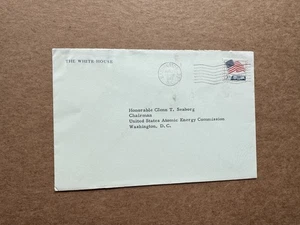 THE WHITE HOUSE
Honorable Glenn T. Seaborg
Chairman
United States Atomic Energy Commission
Washington, D. C.